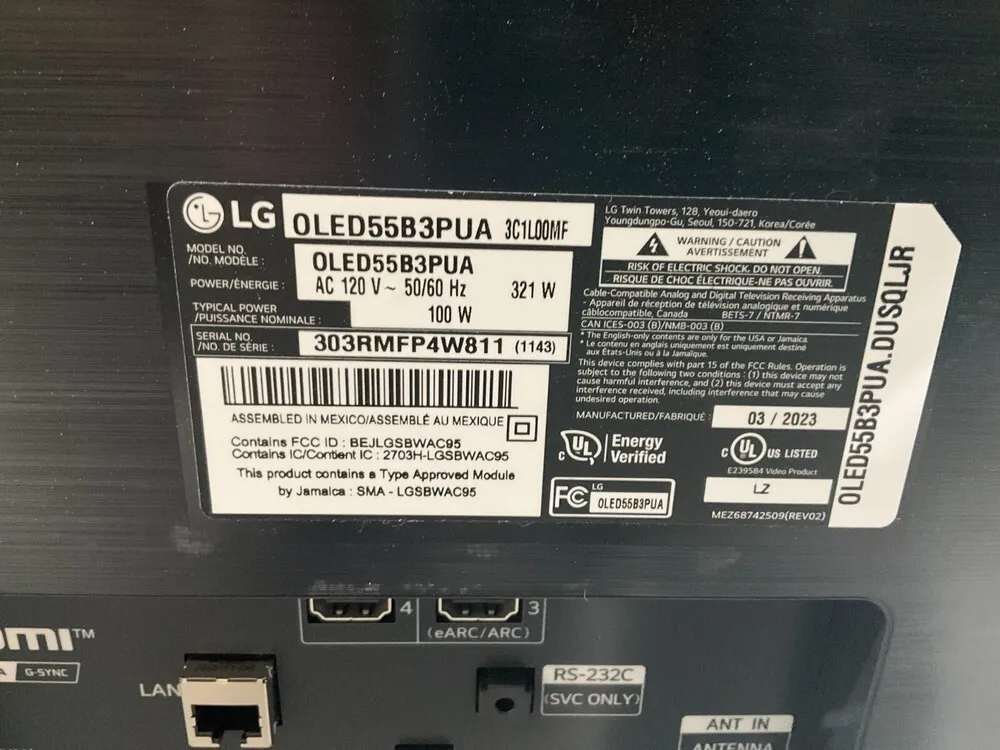 LG
OLED55B3PUA 3C1L00MF
MODEL NO.
/NO. MODÈLE :
OLED55B3PUA
POWER/ÉNERGIE :
AC 120 V ~ 50/60 Hz 321 W
TYPICAL POWER
/PUISSANCE NOMINALE :
100 W
SERIAL NO.
/NO. DE SÉRIE :
303RMFP4W811 (1143)
ASSEMBLED IN MEXICO/ASSEMBLÉ AU MEXIQUE
Contains FCC ID : BEJLGSBWAC95
Contains IC/Contient IC : 2703H-LGSBWAC95
This product contains a Type Approved Module
by Jamaica : SMA - LGSBWAC95
LG Twin Towers, 128, Yeoui-daero
Youngdungpo-Gu, Seoul, 150-721, Korea/Corée
WARNING / CAUTION
AVERTISSEMENT
RISK OF ELECTRIC SHOCK. DO NOT OPEN.
RISQUE DE CHOC ÉLECTRIQUE-NE PAS OUVRIR.
Cable-Compatible Analog and Digital Television Receiving Apparatus
- Appareil de réception de télévision analogique et numérique
câblocompatible, Canada BETS-7 / NTMR-7
CAN ICES-003 (B)/NMB-003 (B)
* The English-only contents are only for the USA or Jamaica.
* Le contenu en anglais uniquement est uniquement destiné
aux États-Unis ou à la Jamaïque.
This device complies with part 15 of the FCC Rules. Operation is
subject to the following two conditions : (1) this device may not
cause harmful interference, and (2) this device must accept any
interference received, including interference that may cause
undesired operation.
MANUFACTURED/FABRIQUÉ : 03 / 2023
c UL Energy
Verified
c UL US LISTED
E239584 Video Product
LZ
FC LG
OLED55B3PUA
MEZ68742509(REV02)
OLED55B3PUA.DUSQLJR
4
3
(eARC/ARC)
G-SYNC
LAN
RS-232C
(SVC ONLY)
ANT IN
ANTENNA